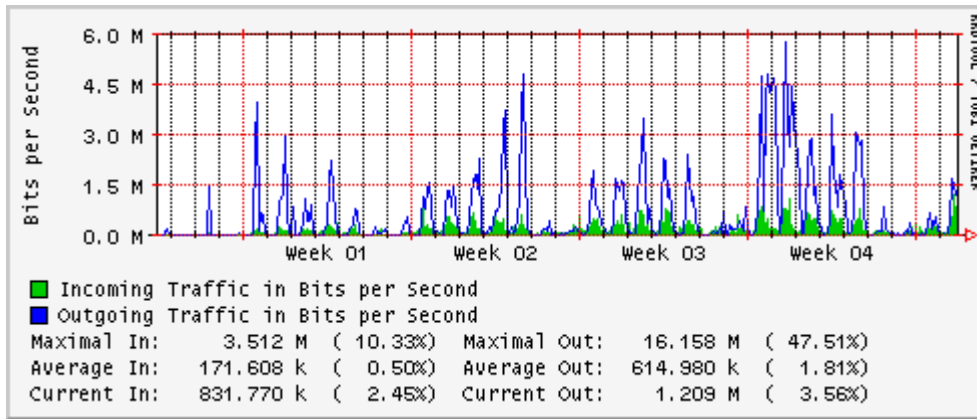 6.0 M
4.5 M
3.0 M
1.5 M
0.0 M
Bits per Second
Week 01 Week 02 Week 03 Week 04
Incoming Traffic in Bits per Second
Outgoing Traffic in Bits per Second
Maximal In: 3.512 M ( 10.33%) Maximal Out: 16.158 M ( 47.51%)
Average In: 171.608 k ( 0.50%) Average Out: 614.980 k ( 1.81%)
Current In: 831.770 k ( 2.45%) Current Out: 1.209 M ( 3.56%)